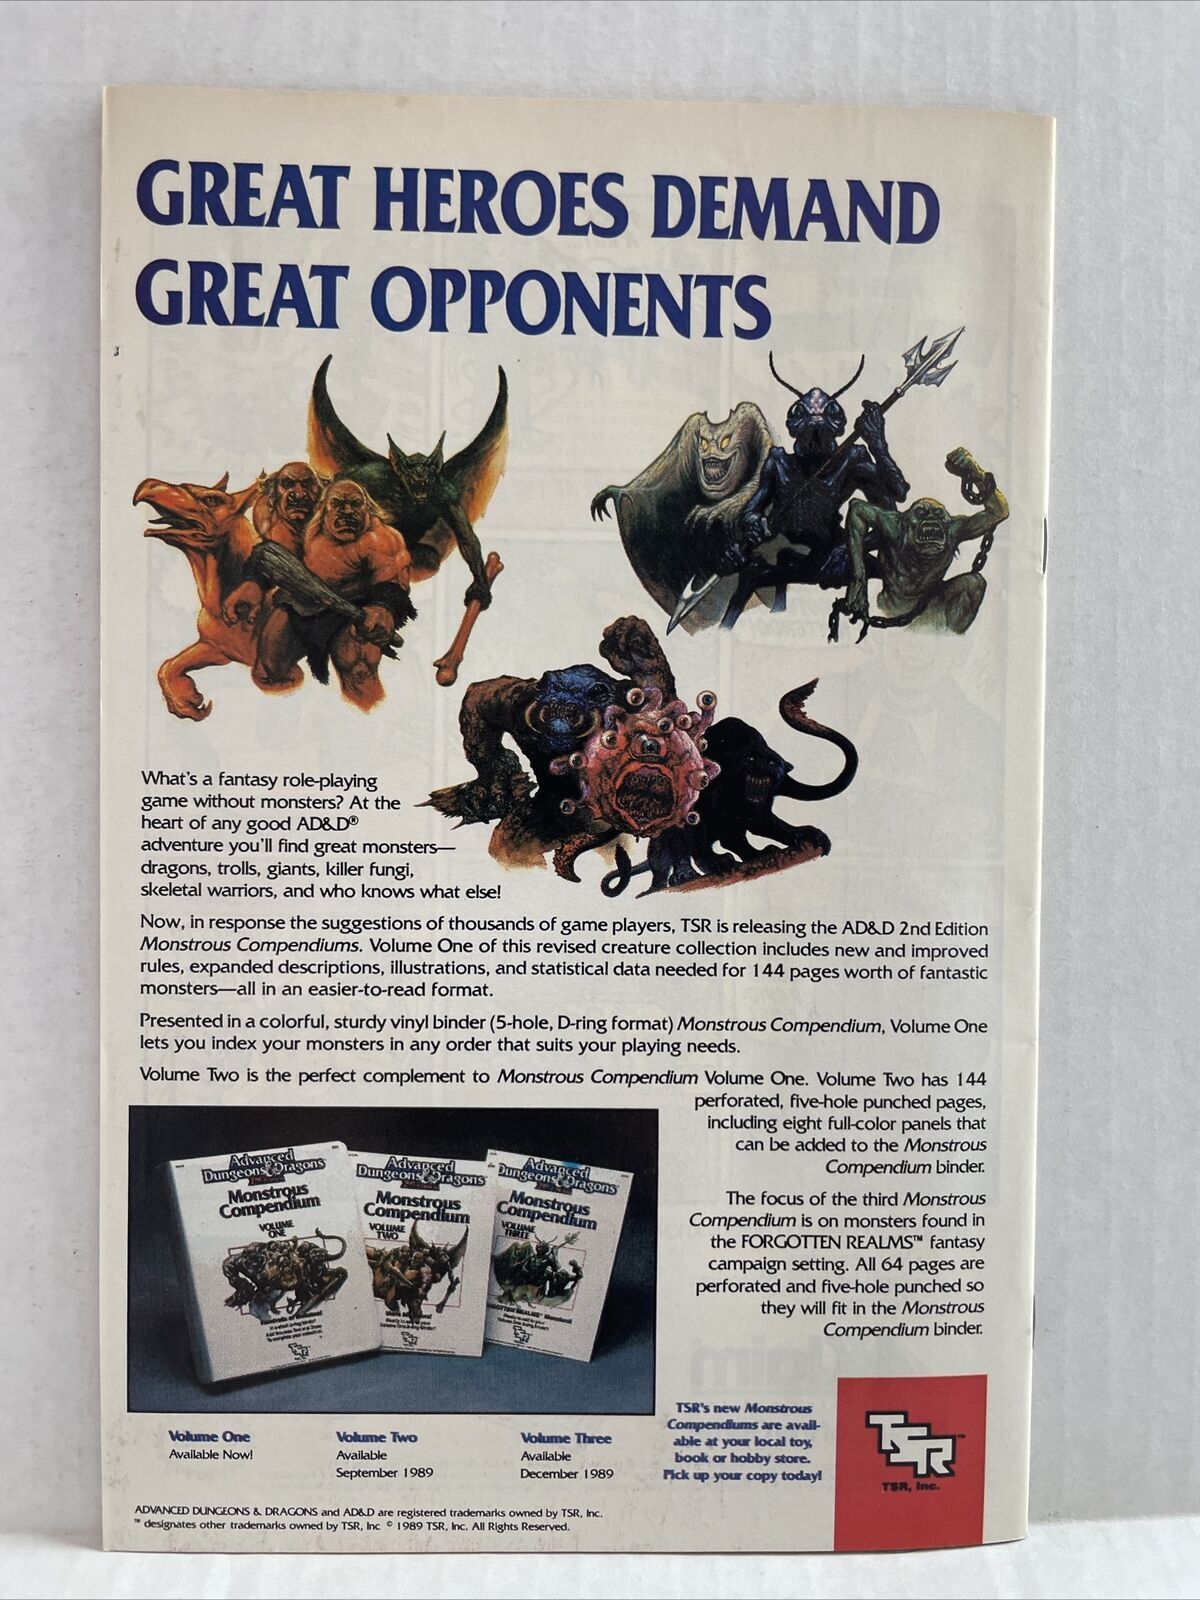 GREAT HEROES DEMAND
GREAT OPPONENTS
What's a fantasy role-playing
game without monsters? At the
heart of any good AD&D®
adventure you'll find great monsters—
dragons, trolls, giants, killer fungi,
skeletal warriors, and who knows what else!
Now, in response the suggestions of thousands of game players, TSR is releasing the AD&D 2nd Edition
Monstrous Compendiums. Volume One of this revised creature collection includes new and improved
rules, expanded descriptions, illustrations, and statistical data needed for 144 pages worth of fantastic
monsters—all in an easier-to-read format.
Presented in a colorful, sturdy vinyl binder (5-hole, D-ring format) Monstrous Compendium, Volume One
lets you index your monsters in any order that suits your playing needs.
Volume Two is the perfect complement to Monstrous Compendium Volume One. Volume Two has 144
perforated, five-hole punched pages,
including eight full-color panels that
can be added to the Monstrous
Compendium binder.
The focus of the third Monstrous
Compendium is on monsters found in
the FORGOTTEN REALMS™ fantasy
campaign setting. All 64 pages are
perforated and five-hole punched so
they will fit in the Monstrous
Compendium binder.
Advanced
Dungeons & Dragons
Monstrous
Compendium
VOLUME
ONE
Advanced
Dungeons & Dragons
Monstrous
Compendium
VOLUME
TWO
Advanced
Dungeons & Dragons
Monstrous
Compendium
VOLUME
THREE
Volume One
Available Now!
Volume Two
Available
September 1989
Volume Three
Available
December 1989
TSR's new Monstrous
Compendiums are avail-
able at your local toy,
book or hobby store.
Pick up your copy today!
TSR™
TSR, Inc.
ADVANCED DUNGEONS & DRAGONS and AD&D are registered trademarks owned by TSR, Inc.
™ designates other trademarks owned by TSR, Inc © 1989 TSR, Inc. All Rights Reserved.